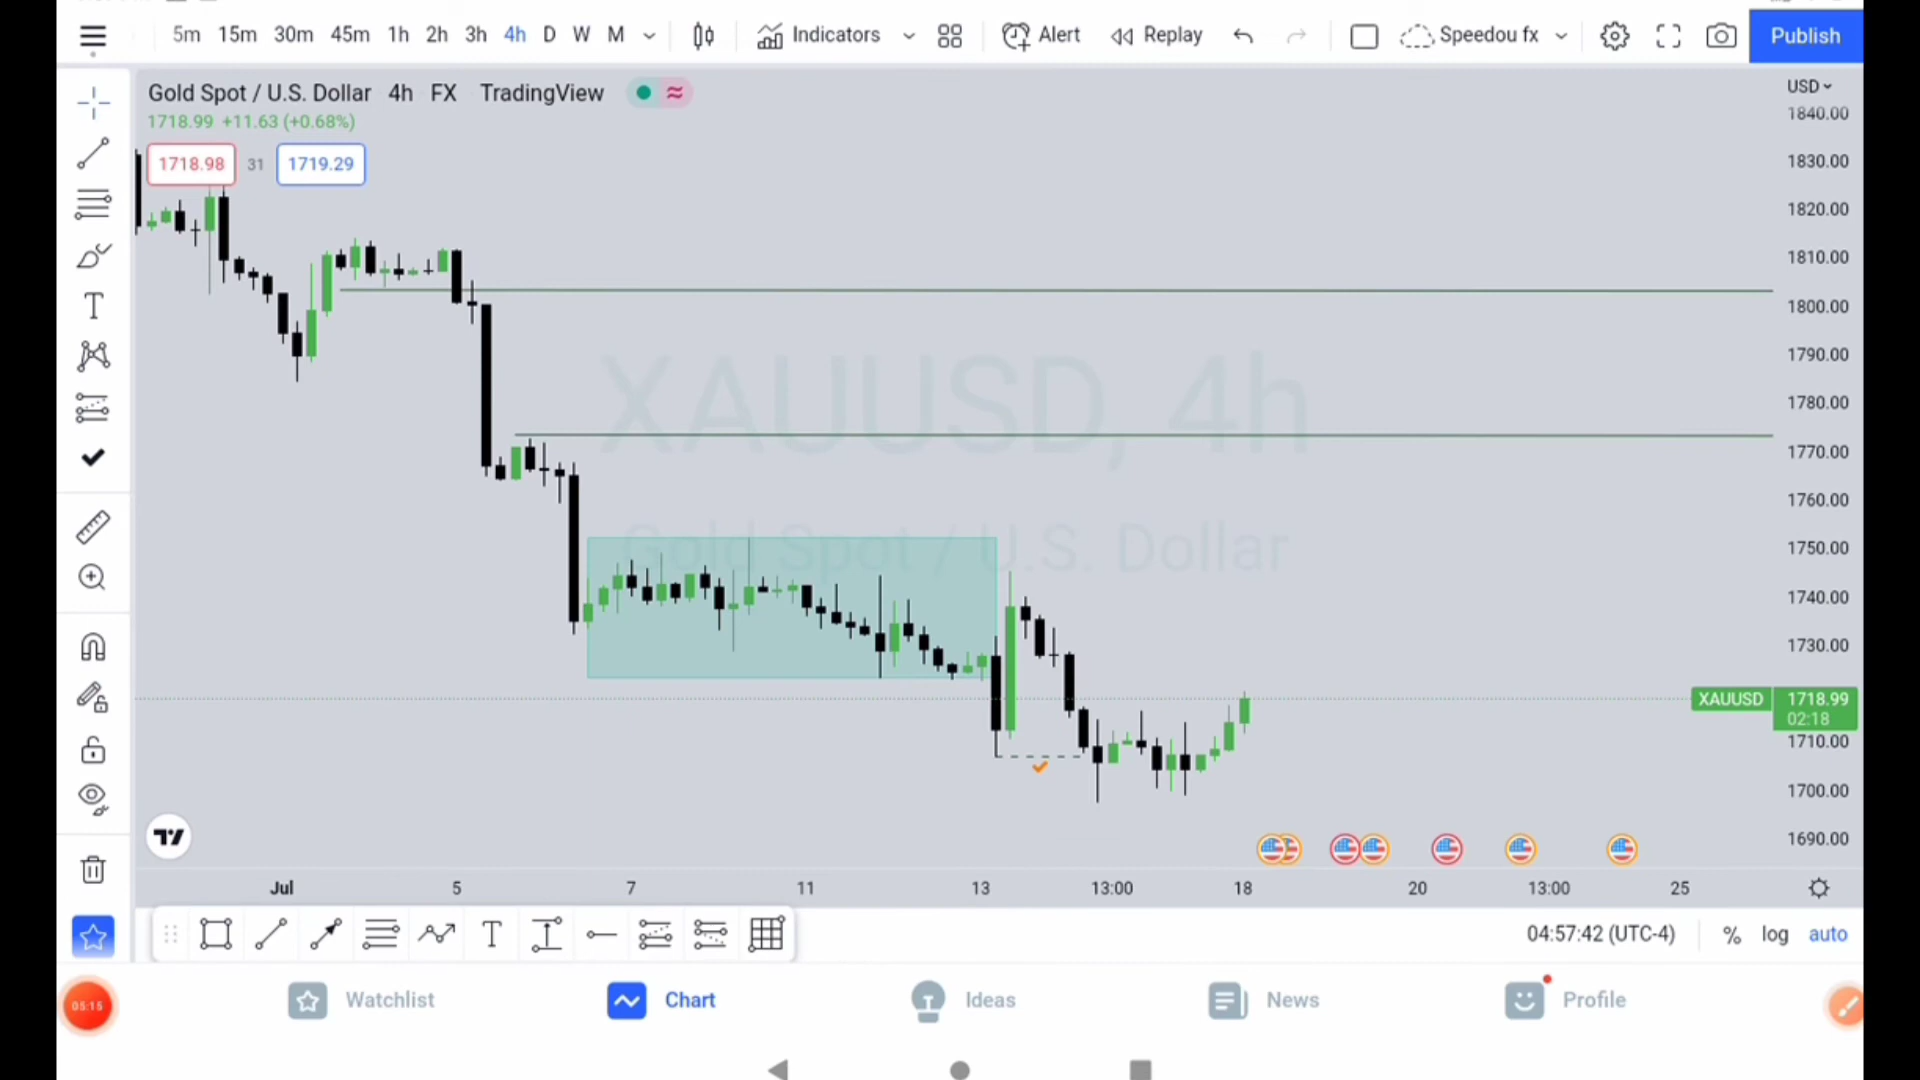 5m 15m 30m 45m 1h 2h 3h 4h D W M Indicators Alert Replay Speedou fx Publish
Gold Spot / U.S. Dollar 4h FX TradingView
USD
1718.99 +11.63 (+0.68%)
1718.98 31 1719.29
1840.00
1830.00
1820.00
1810.00
1800.00
1790.00
1780.00
1770.00
1760.00
1750.00
1740.00
1730.00
XAUUSD 1718.99
02:18
1710.00
1700.00
1690.00
XAUUSD, 4h
Gold Spot / U.S. Dollar
Jul 5 7 11 13 13:00 18 20 13:00 25
T
T
04:57:42 (UTC-4) % log auto
05:15
Watchlist Chart Ideas News Profile